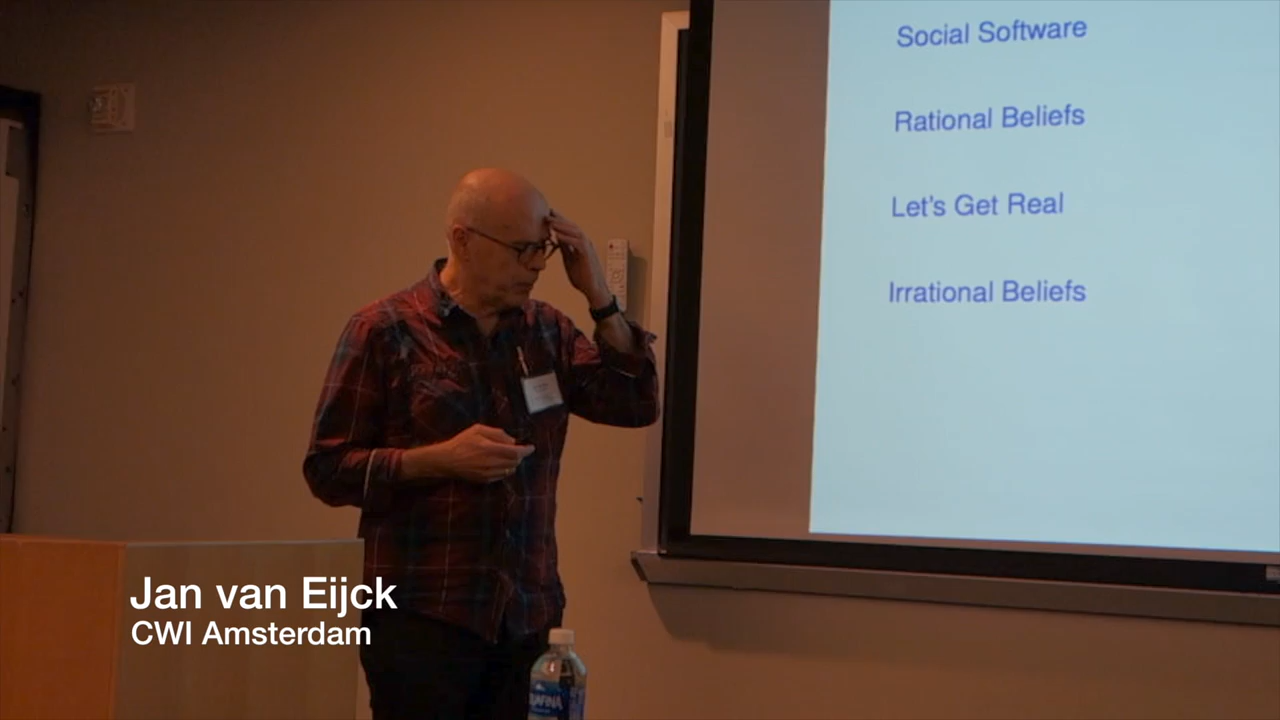 Social Software
Rational Beliefs
Let's Get Real
Irrational Beliefs
Jan van Eijck
CWI Amsterdam